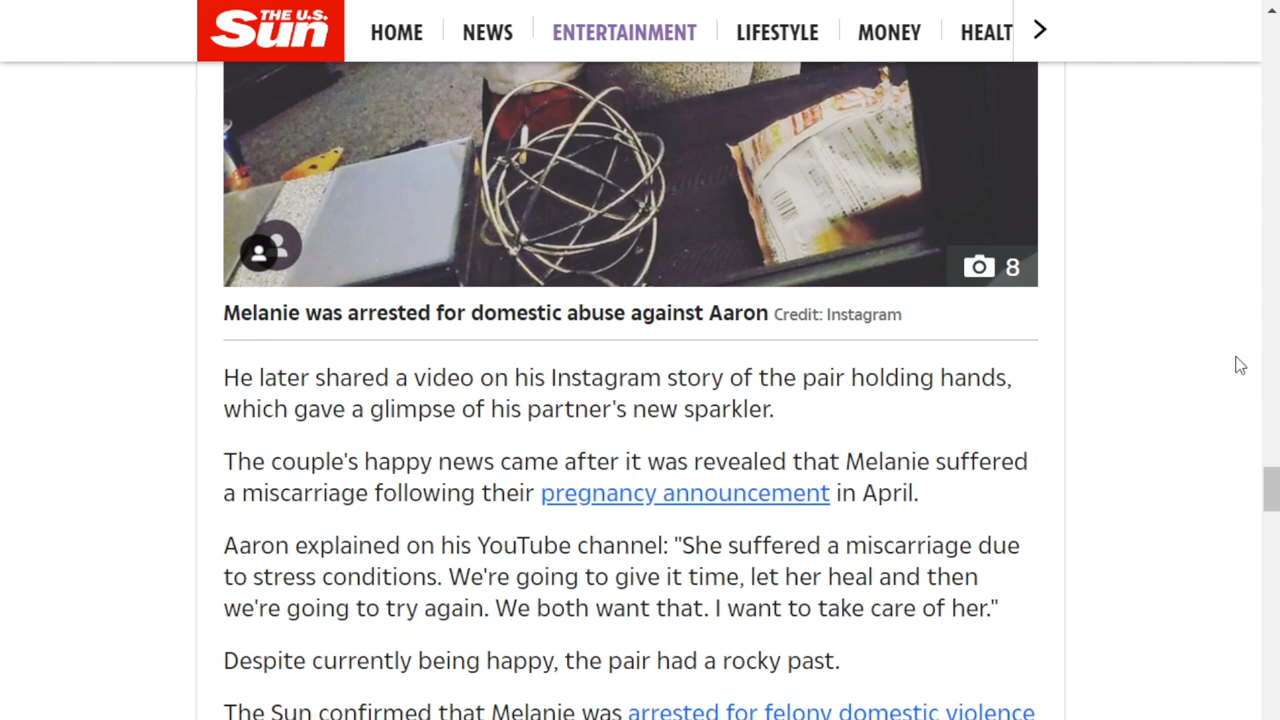 THE U.S.
Sun
HOME NEWS ENTERTAINMENT LIFESTYLE MONEY HEALT
8
Melanie was arrested for domestic abuse against Aaron Credit: Instagram
He later shared a video on his Instagram story of the pair holding hands,
which gave a glimpse of his partner's new sparkler.
The couple's happy news came after it was revealed that Melanie suffered
a miscarriage following their pregnancy announcement in April.
Aaron explained on his YouTube channel: "She suffered a miscarriage due
to stress conditions. We're going to give it time, let her heal and then
we're going to try again. We both want that. I want to take care of her."
Despite currently being happy, the pair had a rocky past.
The Sun confirmed that Melanie was arrested for felony domestic violence